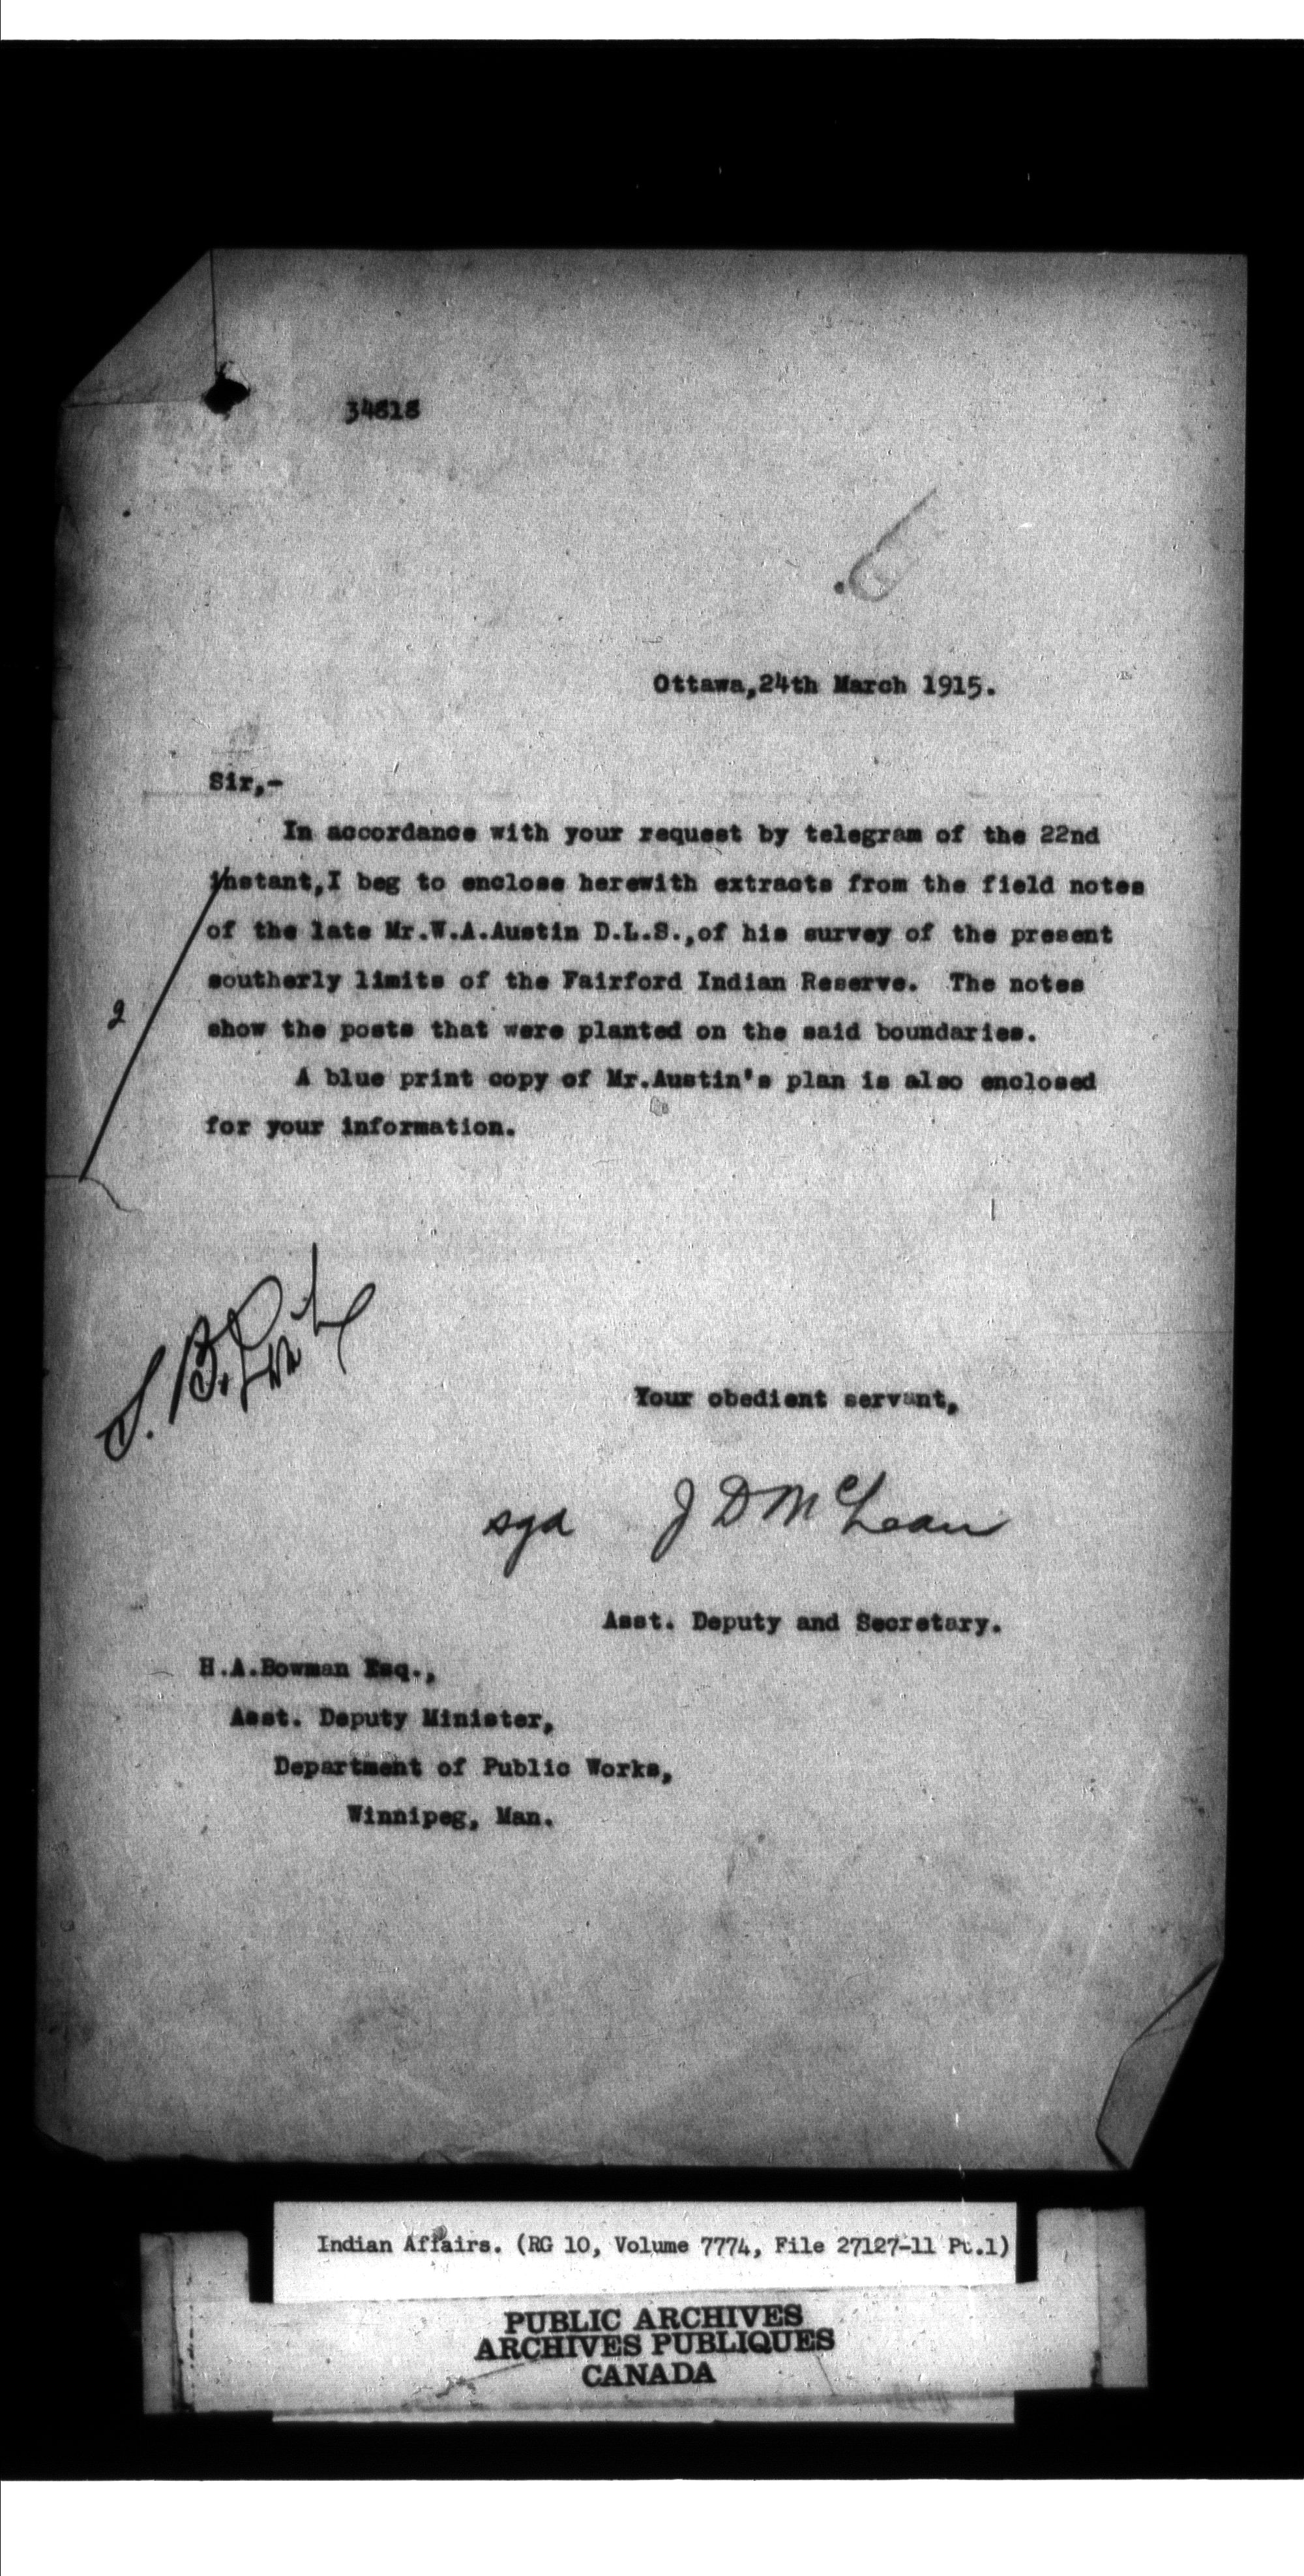 34818
Ottawa,24th March 1915.
Sir,-
In accordance with your request by telegram of the 22nd
instant,I beg to enclose herewith extracts from the field notes
of the late Mr.W.A.Austin D.L.S.,of his survey of the present
southerly limits of the Fairford Indian Reserve. The notes
2
show the posts that were planted on the said boundaries.
A blue print copy of Mr.Austin's plan is also enclosed
for your information.
S. B.
Your obedient servant,
sgd J D McLean
Asst. Deputy and Secretary.
H.A.Bowman Esq.,
Asst. Deputy Minister,
Department of Public Works,
Winnipeg, Man.
Indian Affairs. (RG 10, Volume 7774, File 27127-11 Pt.1)
PUBLIC ARCHIVES
ARCHIVES PUBLIQUES
CANADA